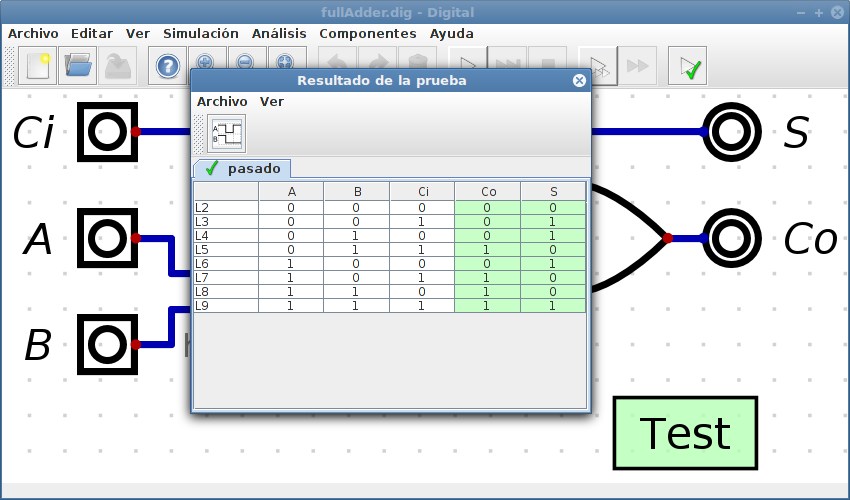 fullAdder.dig - Digital
Archivo Editar Ver Simulación Análisis Componentes Ayuda
Resultado de la prueba
Archivo Ver
A
B
pasado
A B Ci Co S
L2 0 0 0 0 0
L3 0 0 1 0 1
L4 0 1 0 0 1
L5 0 1 1 1 0
L6 1 0 0 0 1
L7 1 0 1 1 0
L8 1 1 0 1 0
L9 1 1 1 1 1
Ci
A
B
S
Co
Test